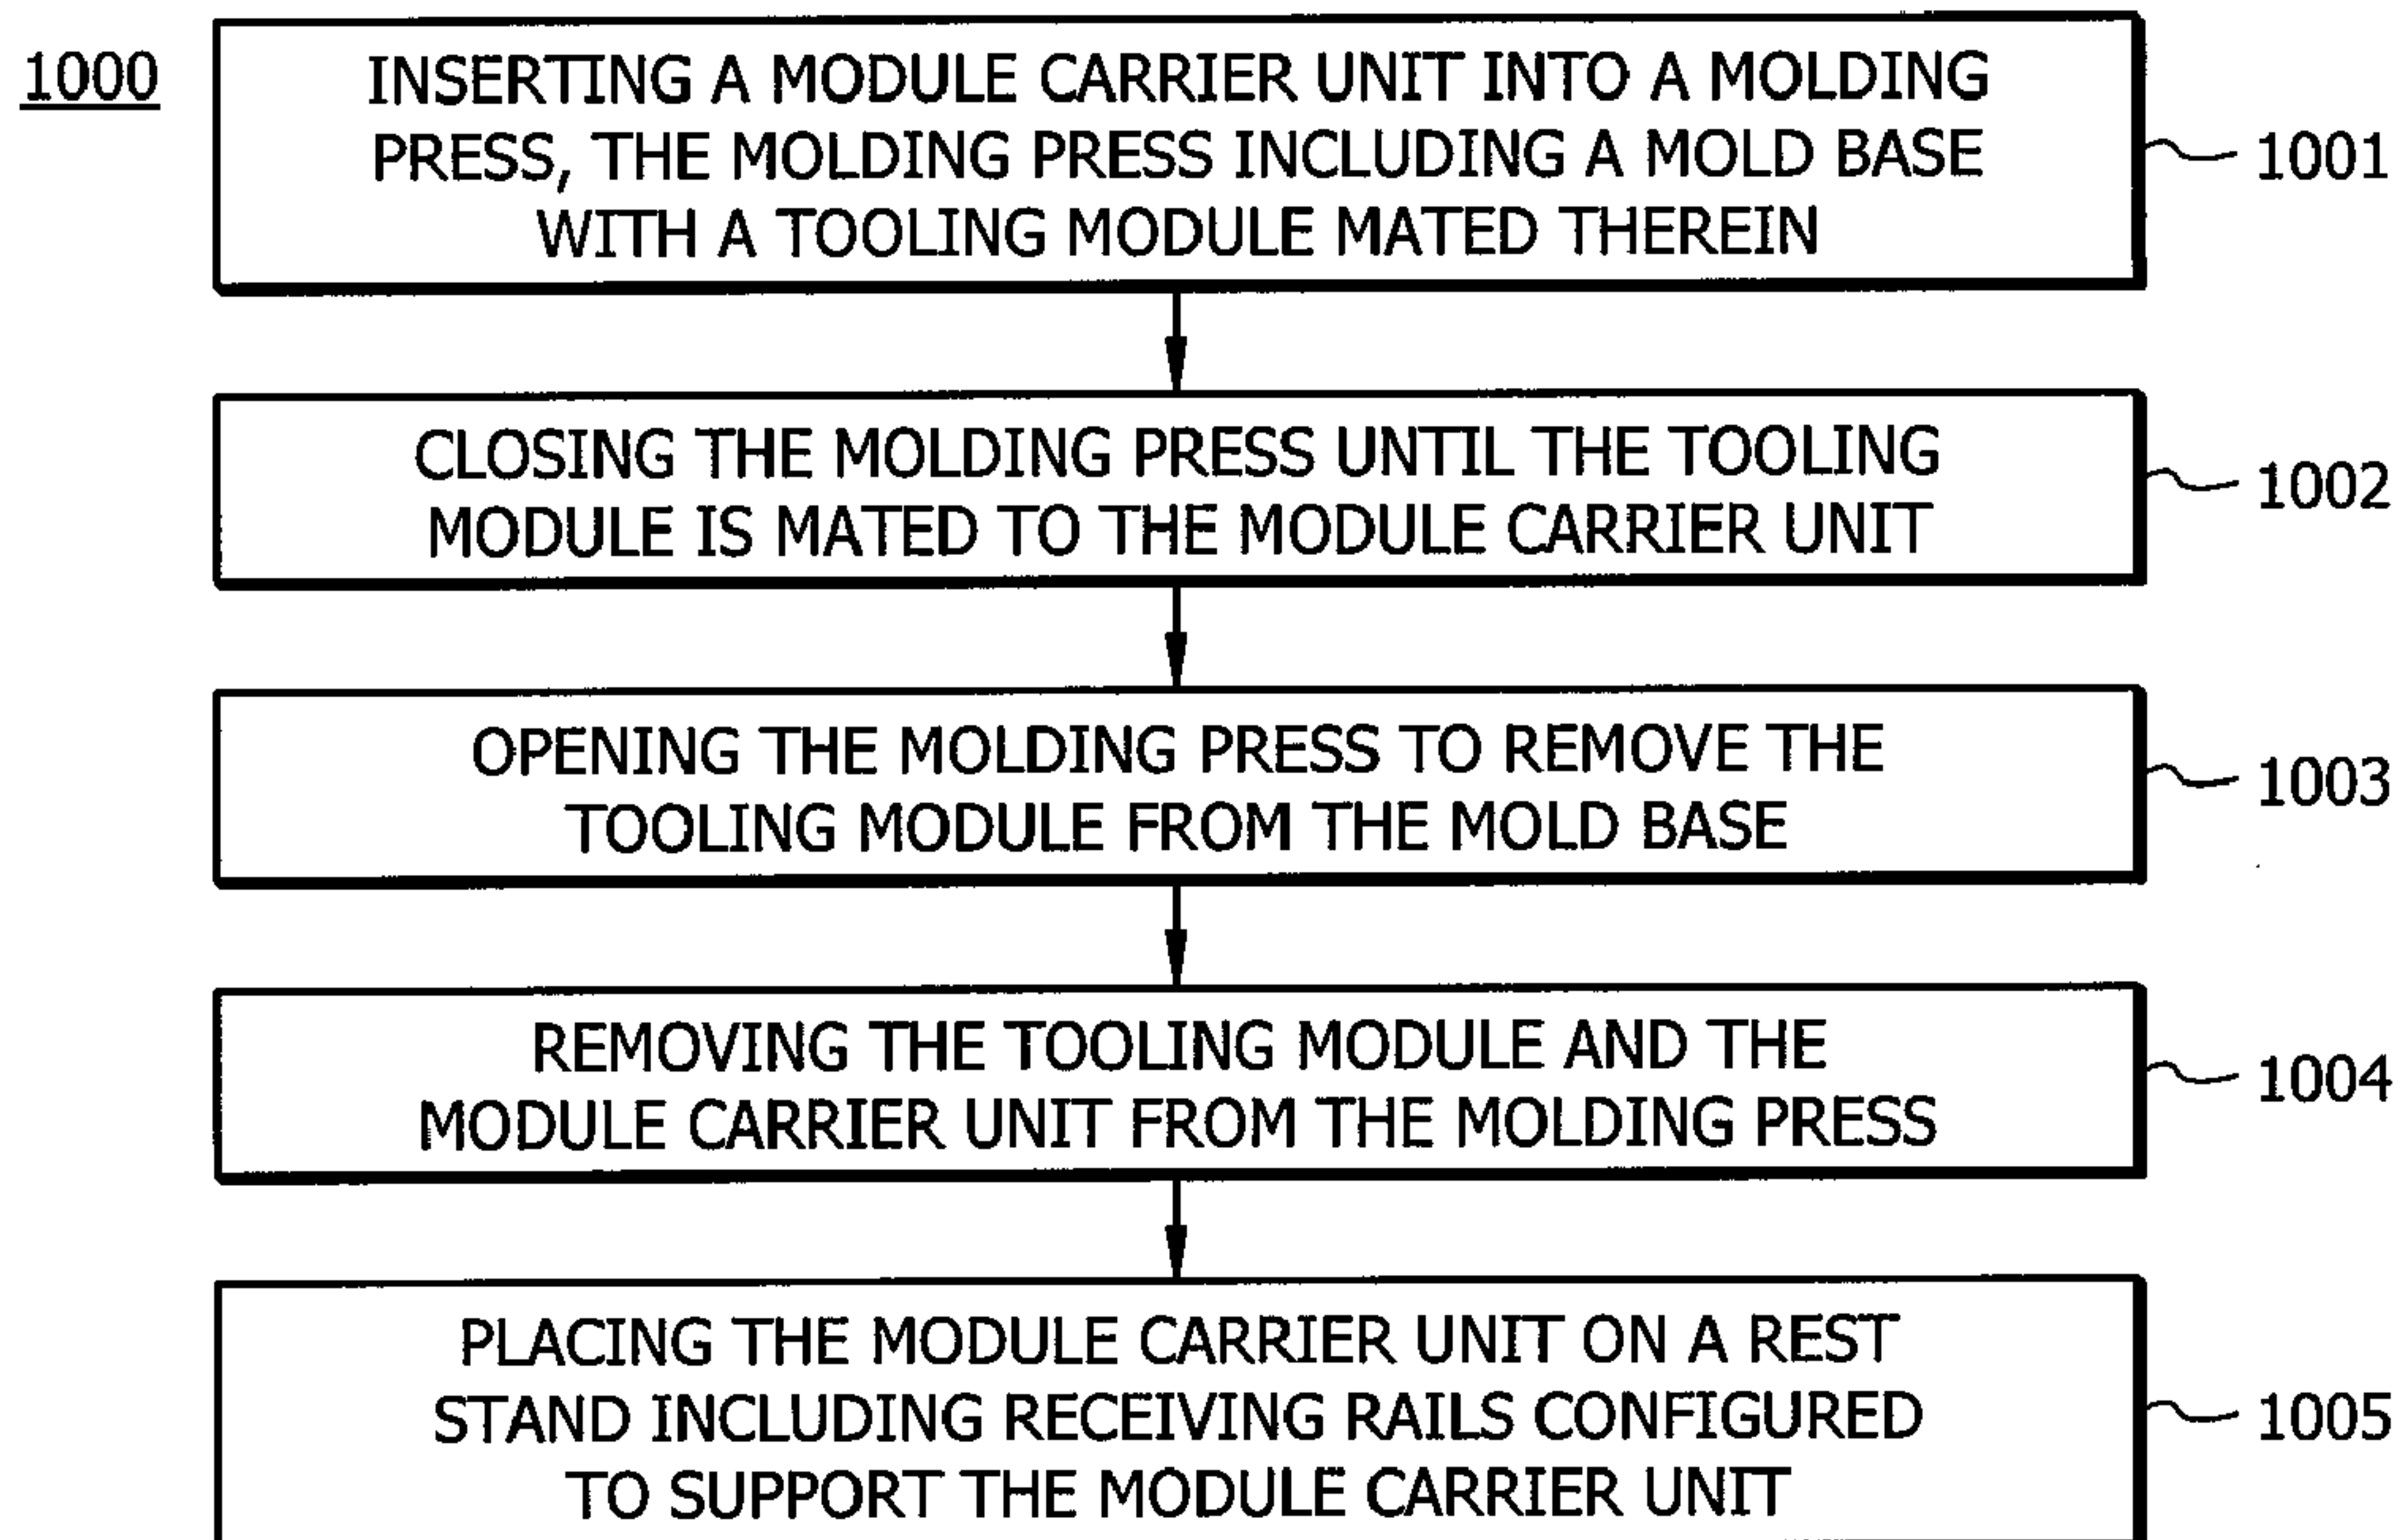 1000
INSERTING A MODULE CARRIER UNIT INTO A MOLDING
PRESS, THE MOLDING PRESS INCLUDING A MOLD BASE
WITH A TOOLING MODULE MATED THEREIN
1001
CLOSING THE MOLDING PRESS UNTIL THE TOOLING
MODULE IS MATED TO THE MODULE CARRIER UNIT
1002
OPENING THE MOLDING PRESS TO REMOVE THE
TOOLING MODULE FROM THE MOLD BASE
1003
REMOVING THE TOOLING MODULE AND THE
MODULE CARRIER UNIT FROM THE MOLDING PRESS
1004
PLACING THE MODULE CARRIER UNIT ON A REST
STAND INCLUDING RECEIVING RAILS CONFIGURED
TO SUPPORT THE MODULE CARRIER UNIT
1005